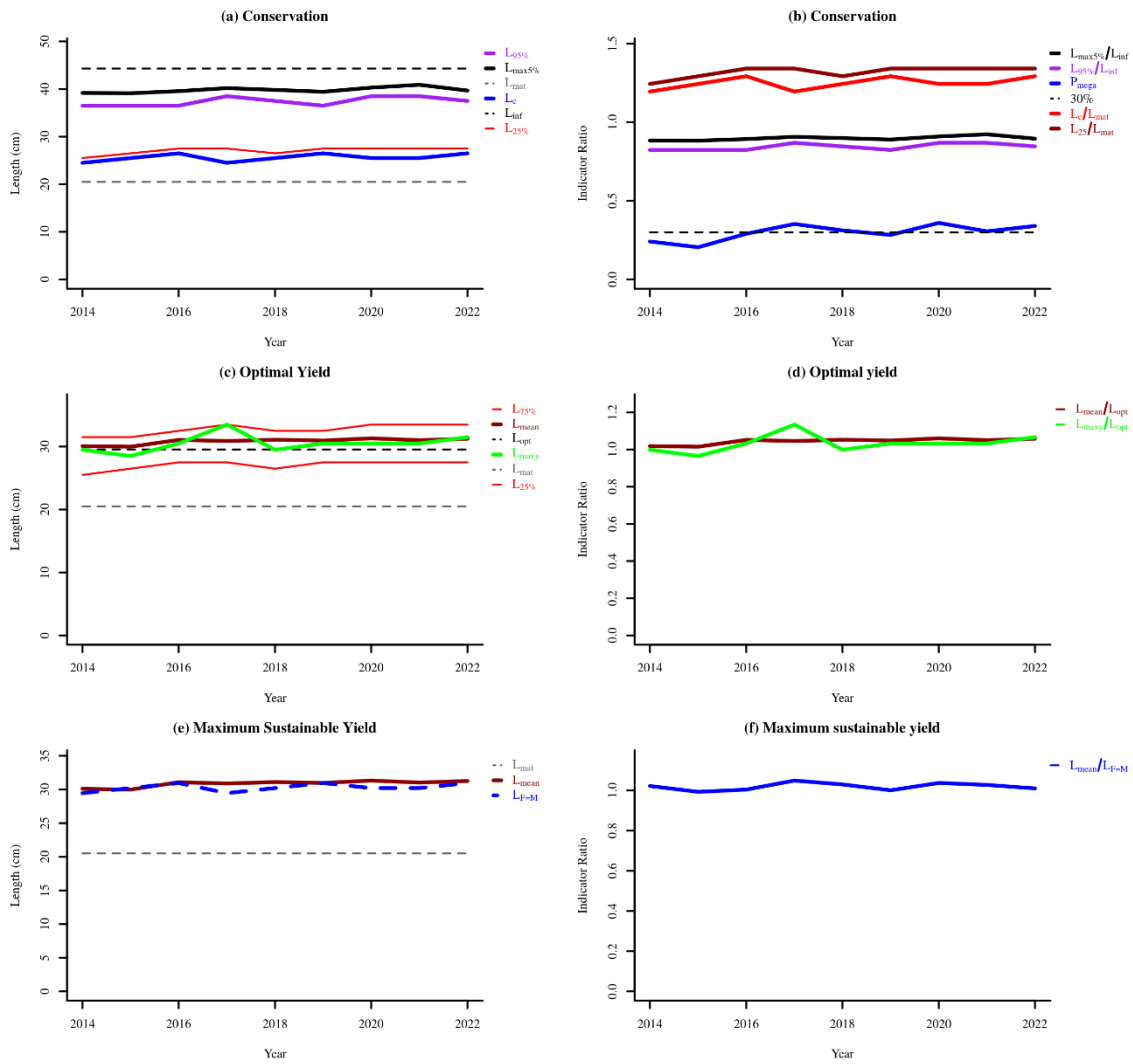 (a) Conservation
50
40
30
20
10
0
Length (cm)
2014 2016 2018 2020 2022
Year
L95%
Lmax5%
Lmat
Lc
Linf
L25%
(b) Conservation
1.5
1.0
0.5
0.0
Indicator Ratio
2014 2016 2018 2020 2022
Year
Lmax5%/Linf
L95%/Linf
Pmega
30%
Lc/Lmat
L25/Lmat
(c) Optimal Yield
30
20
10
0
Length (cm)
2014 2016 2018 2020 2022
Year
L75%
Lmean
Lopt
Lmaxy
Lmat
L25%
(d) Optimal yield
1.2
1.0
0.8
0.6
0.4
0.2
0.0
Indicator Ratio
2014 2016 2018 2020 2022
Year
Lmean/Lopt
Lmaxy/Lopt
(e) Maximum Sustainable Yield
35
30
25
20
15
10
5
0
Length (cm)
2014 2016 2018 2020 2022
Year
Lmat
Lmean
LF=M
(f) Maximum sustainable yield
1.0
0.8
0.6
0.4
0.2
0.0
Indicator Ratio
2014 2016 2018 2020 2022
Year
Lmean/LF=M